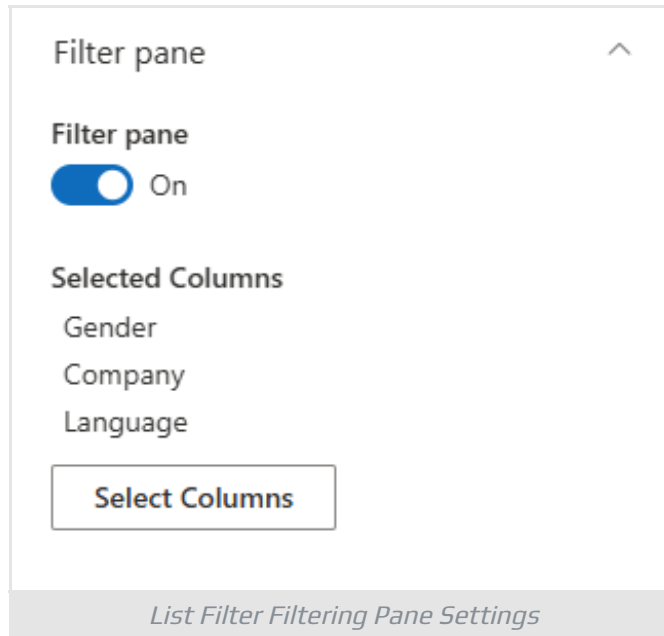 Filter pane
Filter pane
On
Selected Columns
Gender
Company
Language
Select Columns
List Filter Filtering Pane Settings